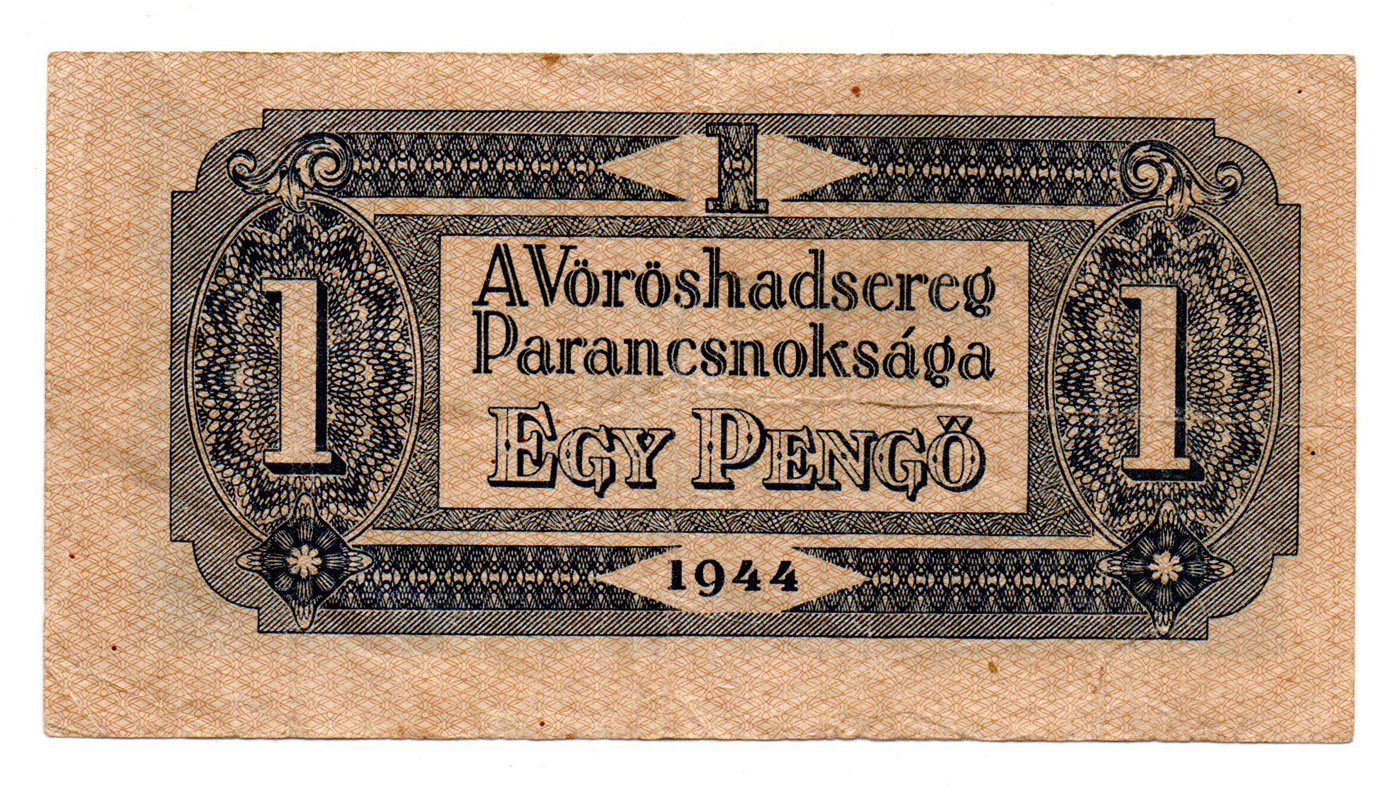 1
A Vöröshadsereg
Parancsnoksága
1 1
EGY PENGŐ
1944